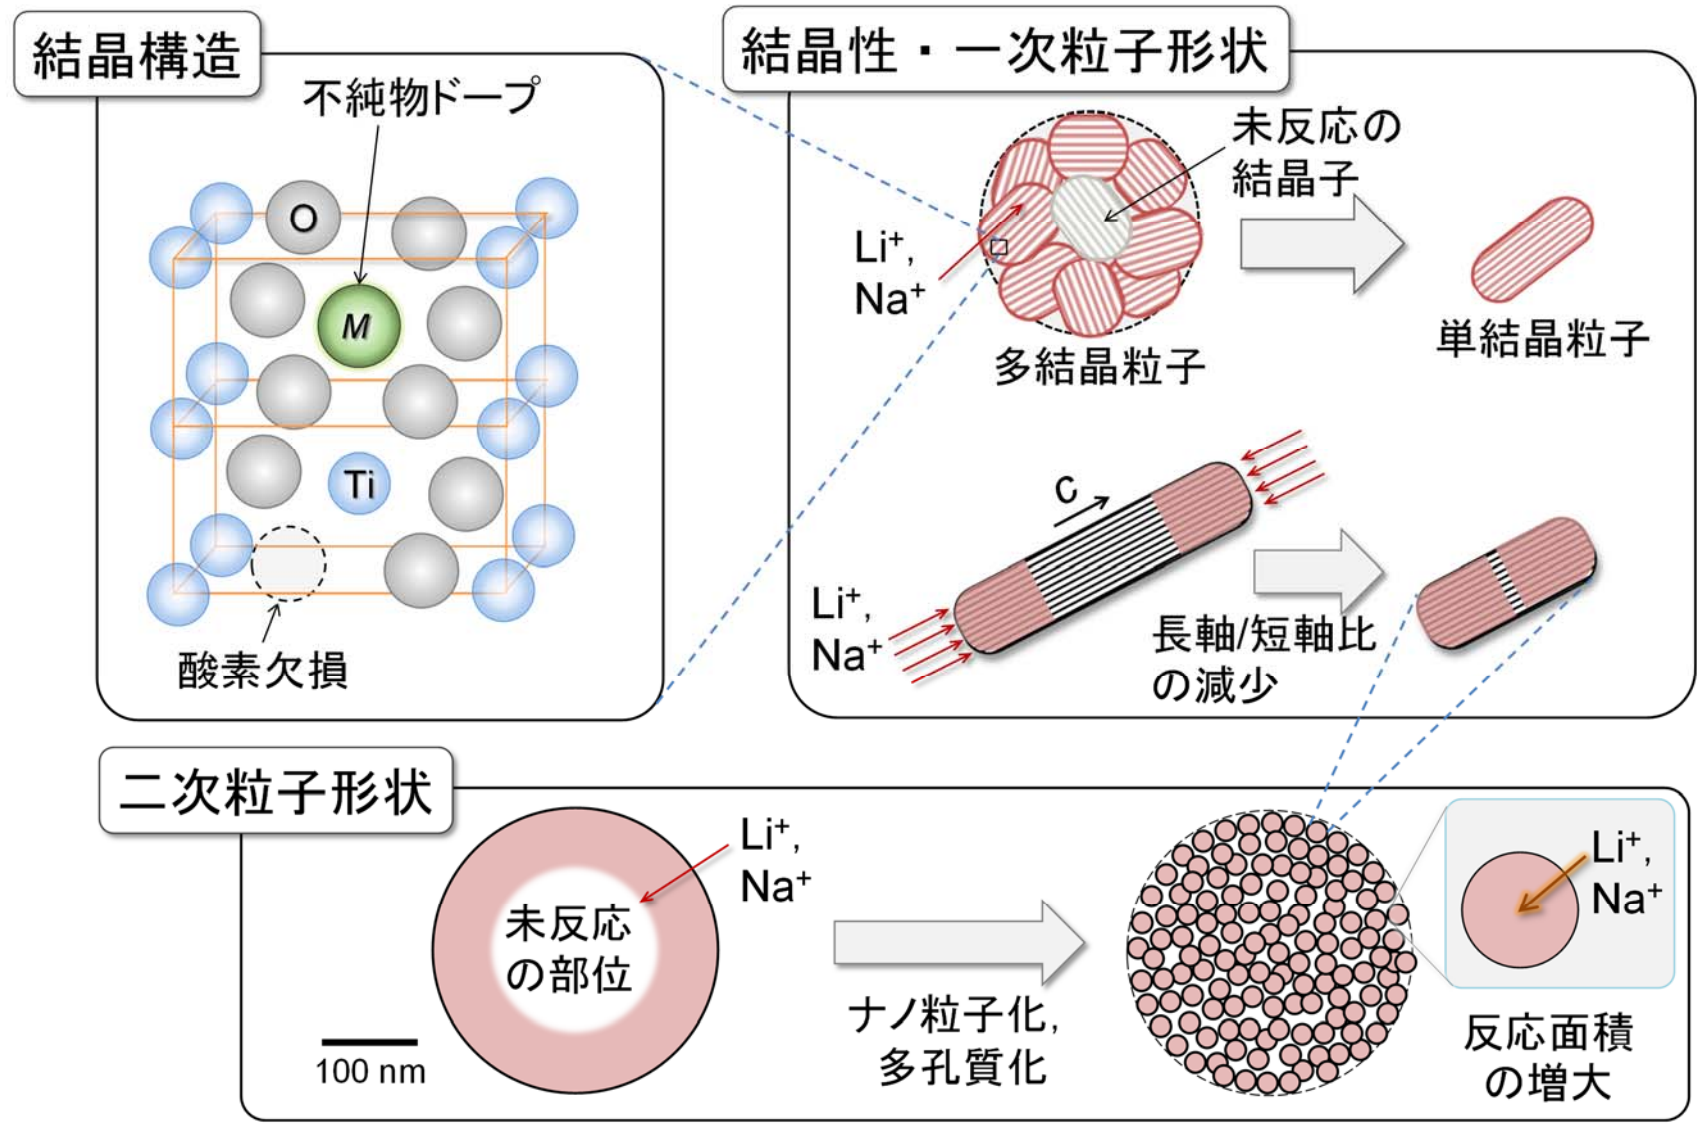 結晶構造
不純物ドープ
O
M
Ti
酸素欠損
結晶性・一次粒子形状
未反応の
結晶子
Li⁺,
Na⁺
多結晶粒子
単結晶粒子
c
Li⁺,
Na⁺
長軸/短軸比
の減少
二次粒子形状
Li⁺,
Na⁺
未反応
の部位
100 nm
ナノ粒子化,
多孔質化
Li⁺,
Na⁺
反応面積
の増大